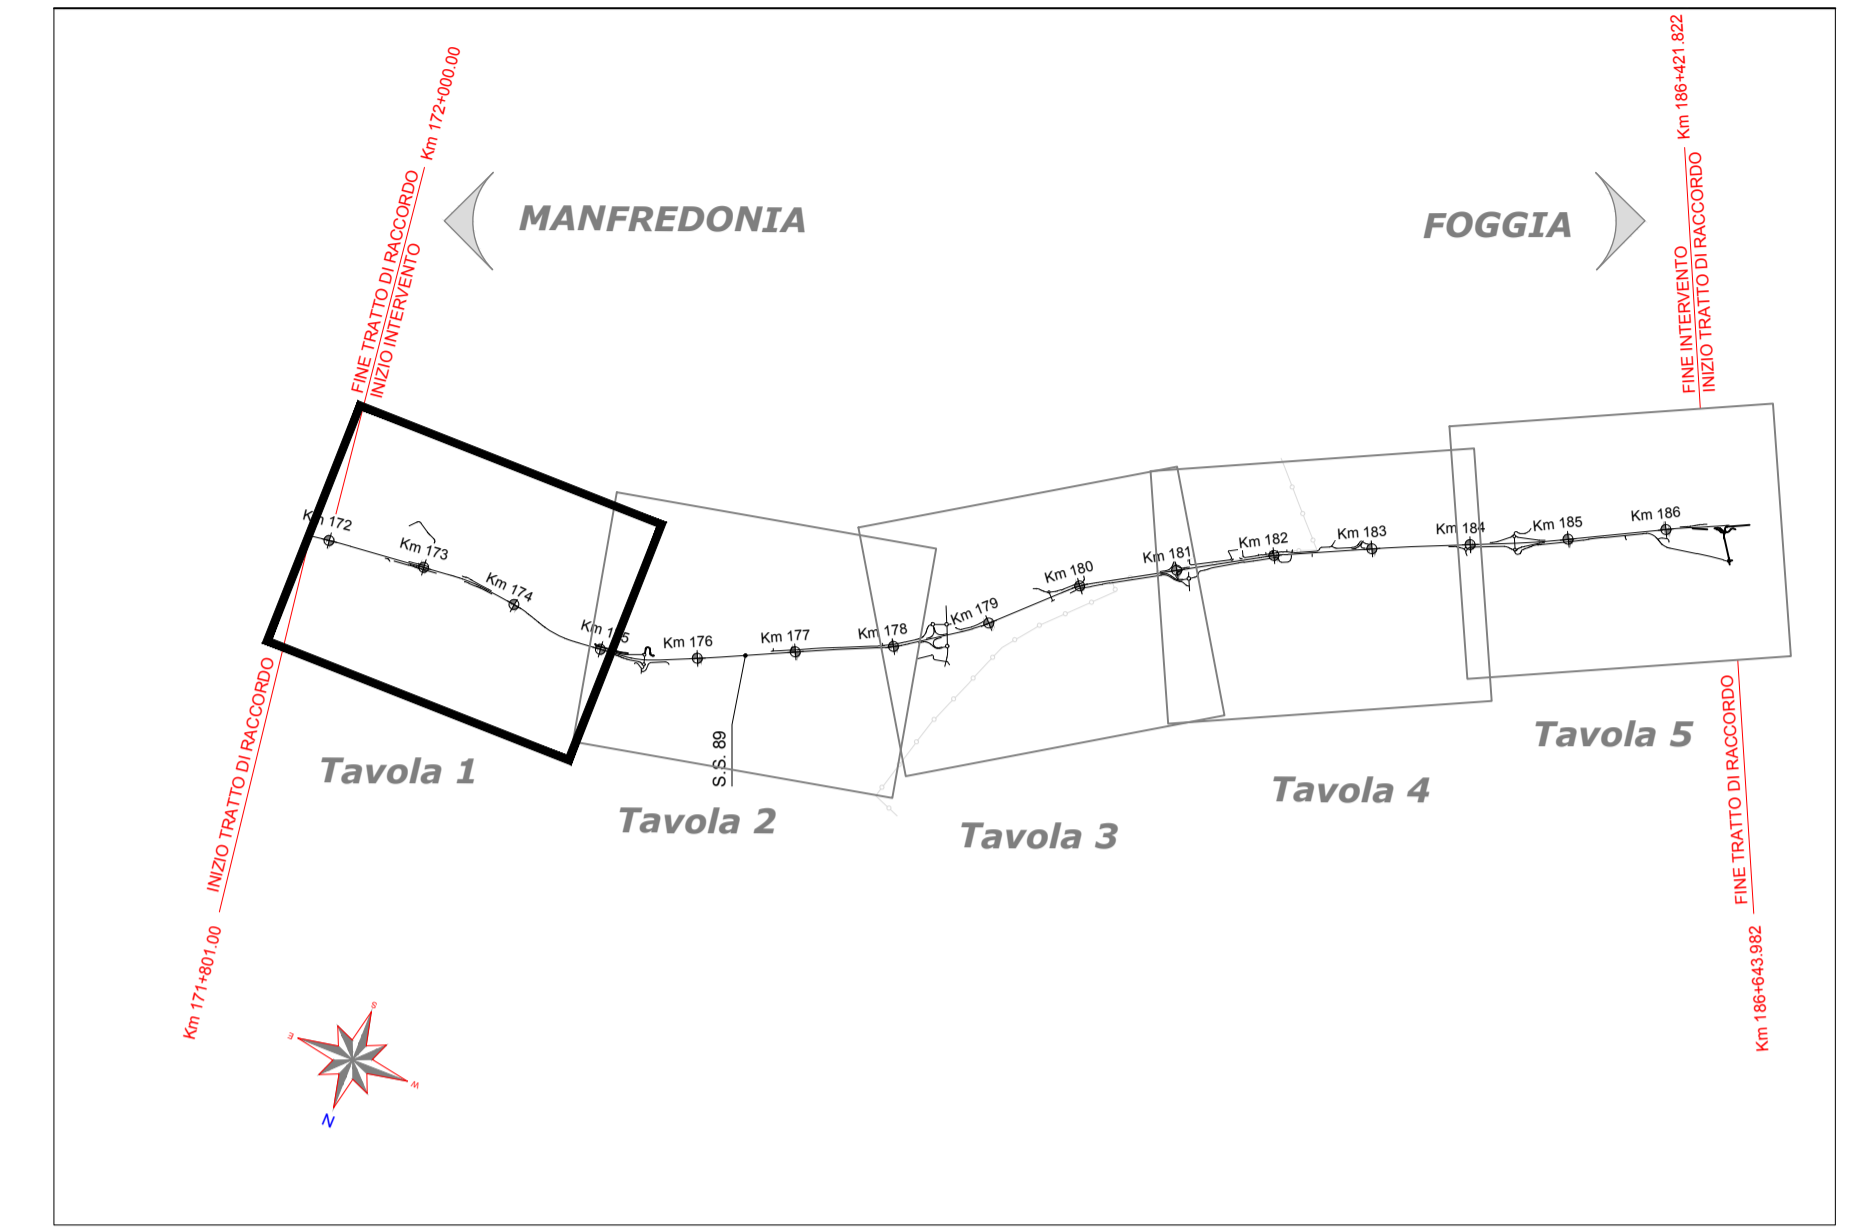 Km 172+000.00
FINE TRATTO DI RACCORDO
INIZIO INTERVENTO
MANFREDONIA
FOGGIA
Km 186+421.822
FINE INTERVENTO
INIZIO TRATTO DI RACCORDO
Km 172
Km 173
Km 174
Km 175
Km 176
Km 177
Km 178
Km 179
Km 180
Km 181
Km 182
Km 183
Km 184
Km 185
Km 186
S.S. 89
Tavola 1
Tavola 2
Tavola 3
Tavola 4
Tavola 5
INIZIO TRATTO DI RACCORDO
Km 171+801.00
FINE TRATTO DI RACCORDO
Km 186+643.982
S
E
W
N